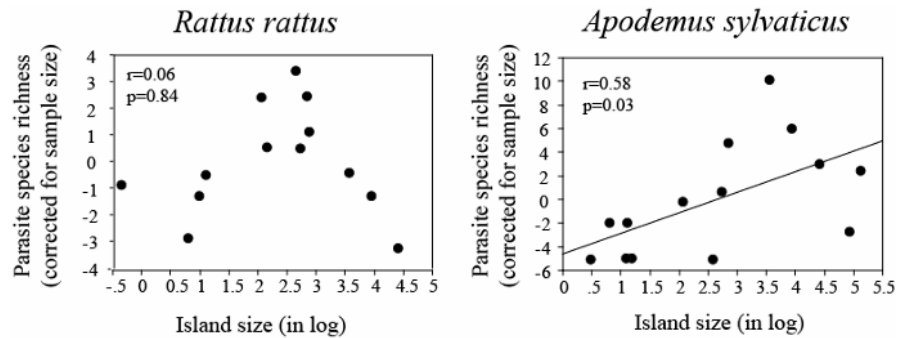 Rattus rattus
Parasite species richness
(corrected for sample size)
4
3
2
1
0
-1
-2
-3
-4
r=0.06
p=0.84
-.5 0 0.5 1 1.5 2 2.5 3 3.5 4 4.5 5
Island size (in log)
Apodemus sylvaticus
Parasite species richness
(corrected for sample size)
12
10
8
6
4
2
0
-2
-4
-6
r=0.58
p=0.03
0 .5 1 1.5 2 2.5 3 3.5 4 4.5 5 5.5
Island size (in log)